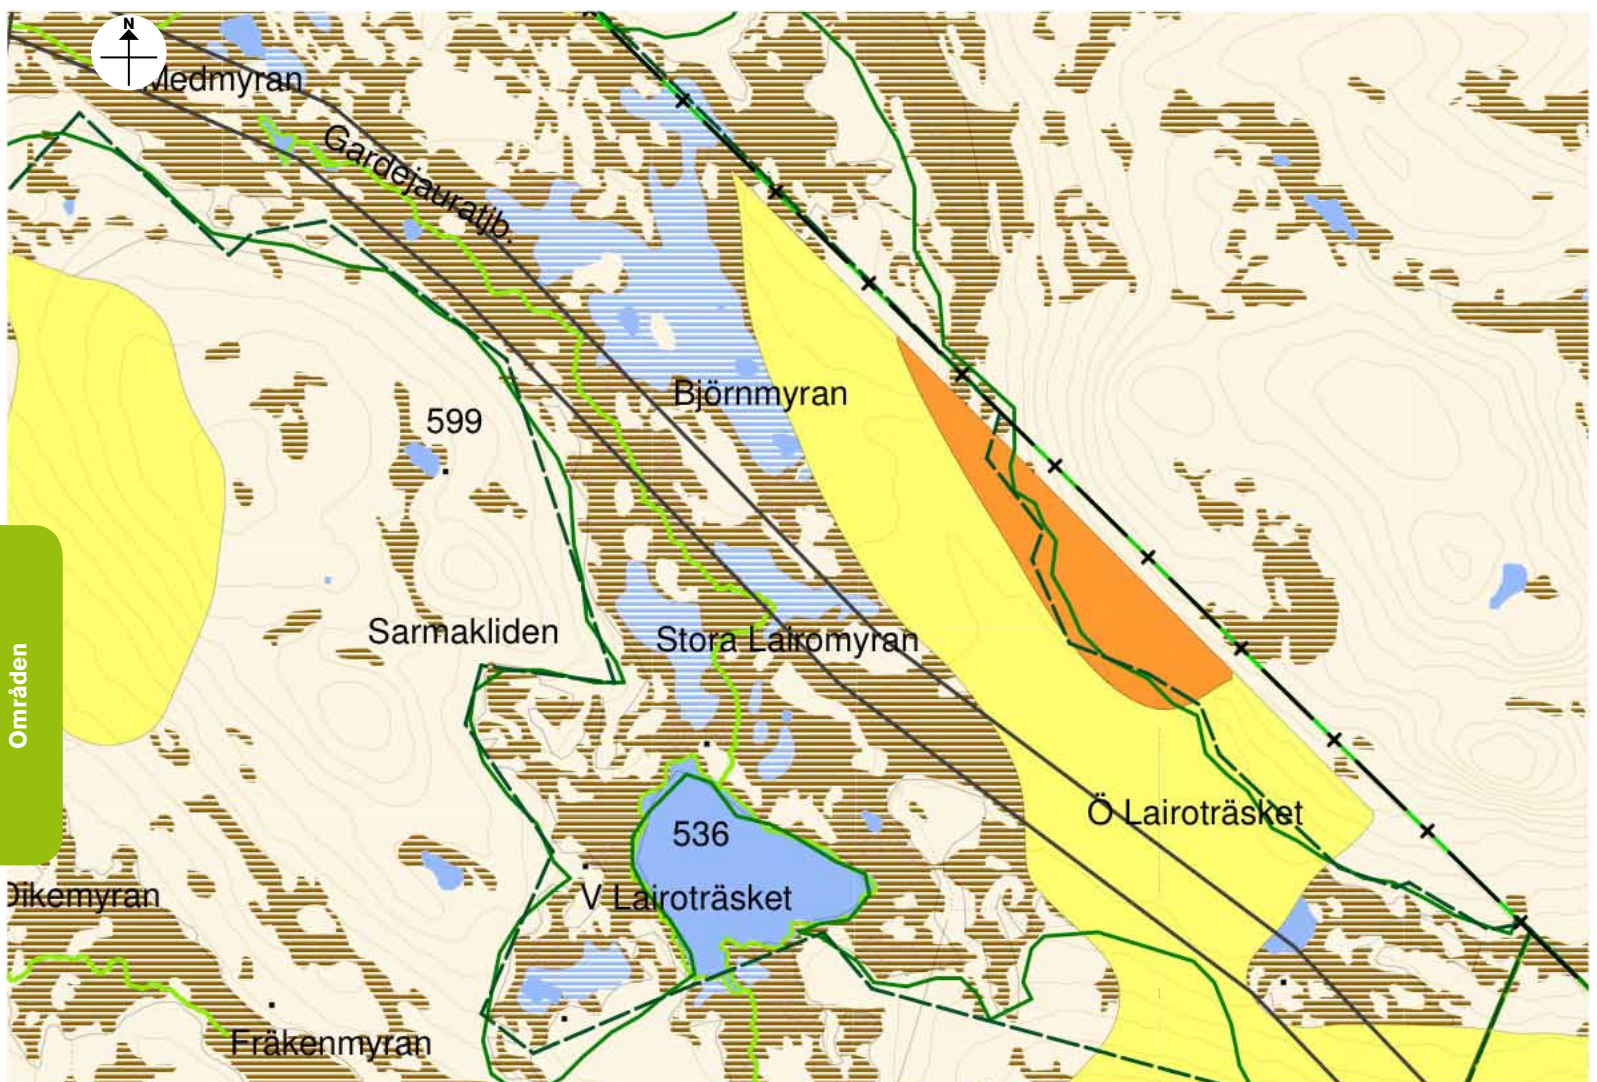 N
Medmyran
Gardejauratjb.
Björnmyran
599
Sarmakliden
Stora Lairomyran
Områden
Ö Lairoträsket
536
V Lairoträsket
Dikemyran
Fräkenmyran